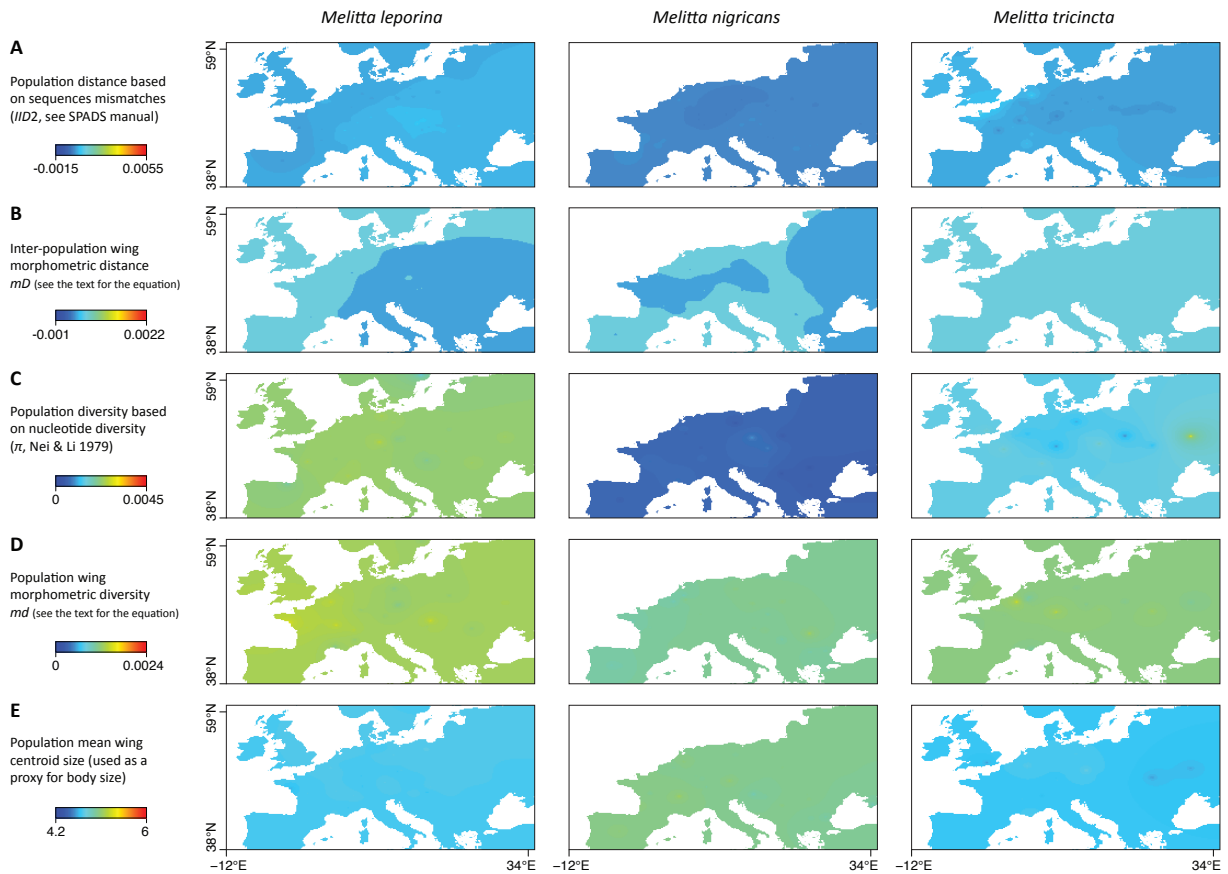 Melitta leporina
Melitta nigricans
Melitta tricincta
A
Population distance based
on sequences mismatches
(IID2, see SPADS manual)
-0.0015 0.0055
59°N
38°N
B
Inter-population wing
morphometric distance
mD (see the text for the equation)
-0.001 0.0022
59°N
38°N
C
Population diversity based
on nucleotide diversity
(π, Nei & Li 1979)
0 0.0045
59°N
38°N
D
Population wing
morphometric diversity
md (see the text for the equation)
0 0.0024
59°N
38°N
E
Population mean wing
centroid size (used as a
proxy for body size)
4.2 6
59°N
38°N
−12°E 34°E
−12°E 34°E
−12°E 34°E